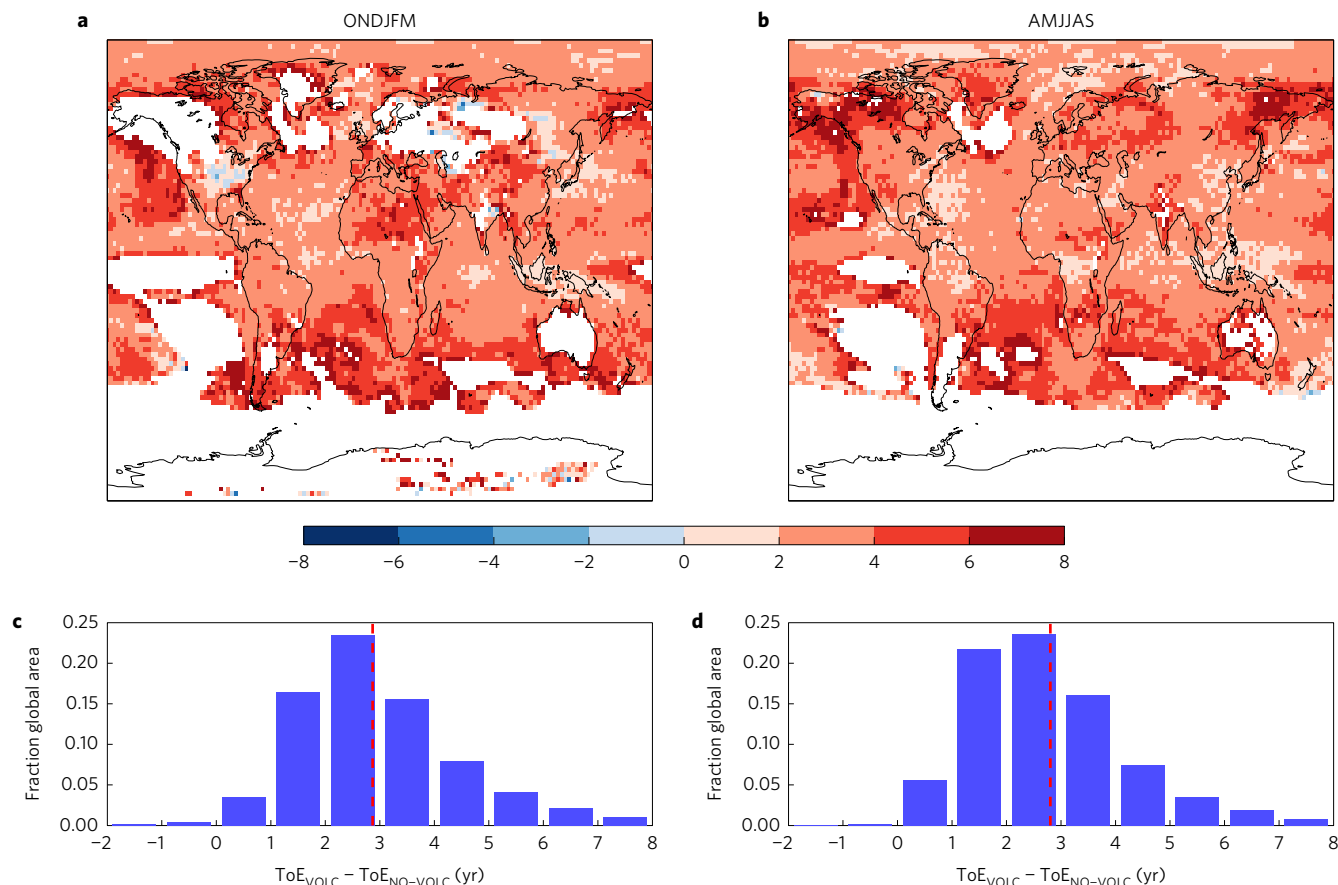 a ONDJFM
b AMJJAS
−8 −6 −4 −2 0 2 4 6 8
c
Fraction global area
0.25
0.20
0.15
0.10
0.05
0.00
−2 −1 0 1 2 3 4 5 6 7 8
ToE_VOLC − ToE_NO−VOLC (yr)
d
Fraction global area
0.25
0.20
0.15
0.10
0.05
0.00
−2 −1 0 1 2 3 4 5 6 7 8
ToE_VOLC − ToE_NO−VOLC (yr)